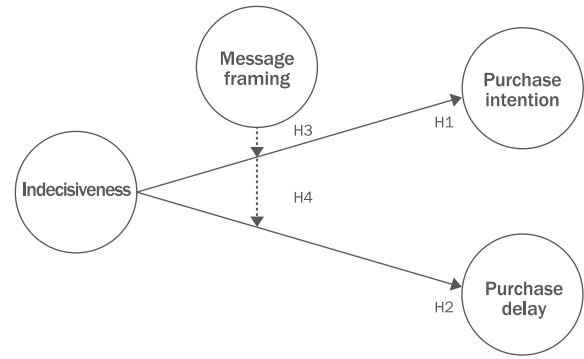 Message
framing
Purchase
intention
H3
H1
Indecisiveness
H4
Purchase
delay
H2